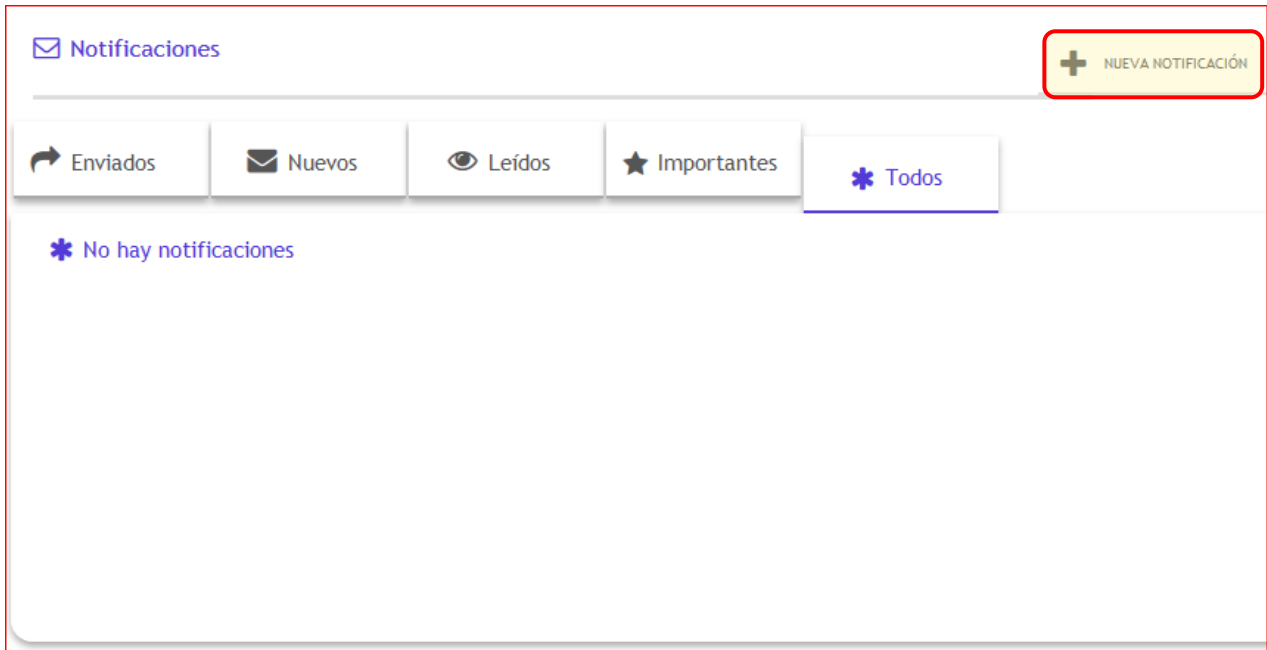 Notificaciones
NUEVA NOTIFICACIÓN
Enviados
Nuevos
Leídos
Importantes
Todos
No hay notificaciones